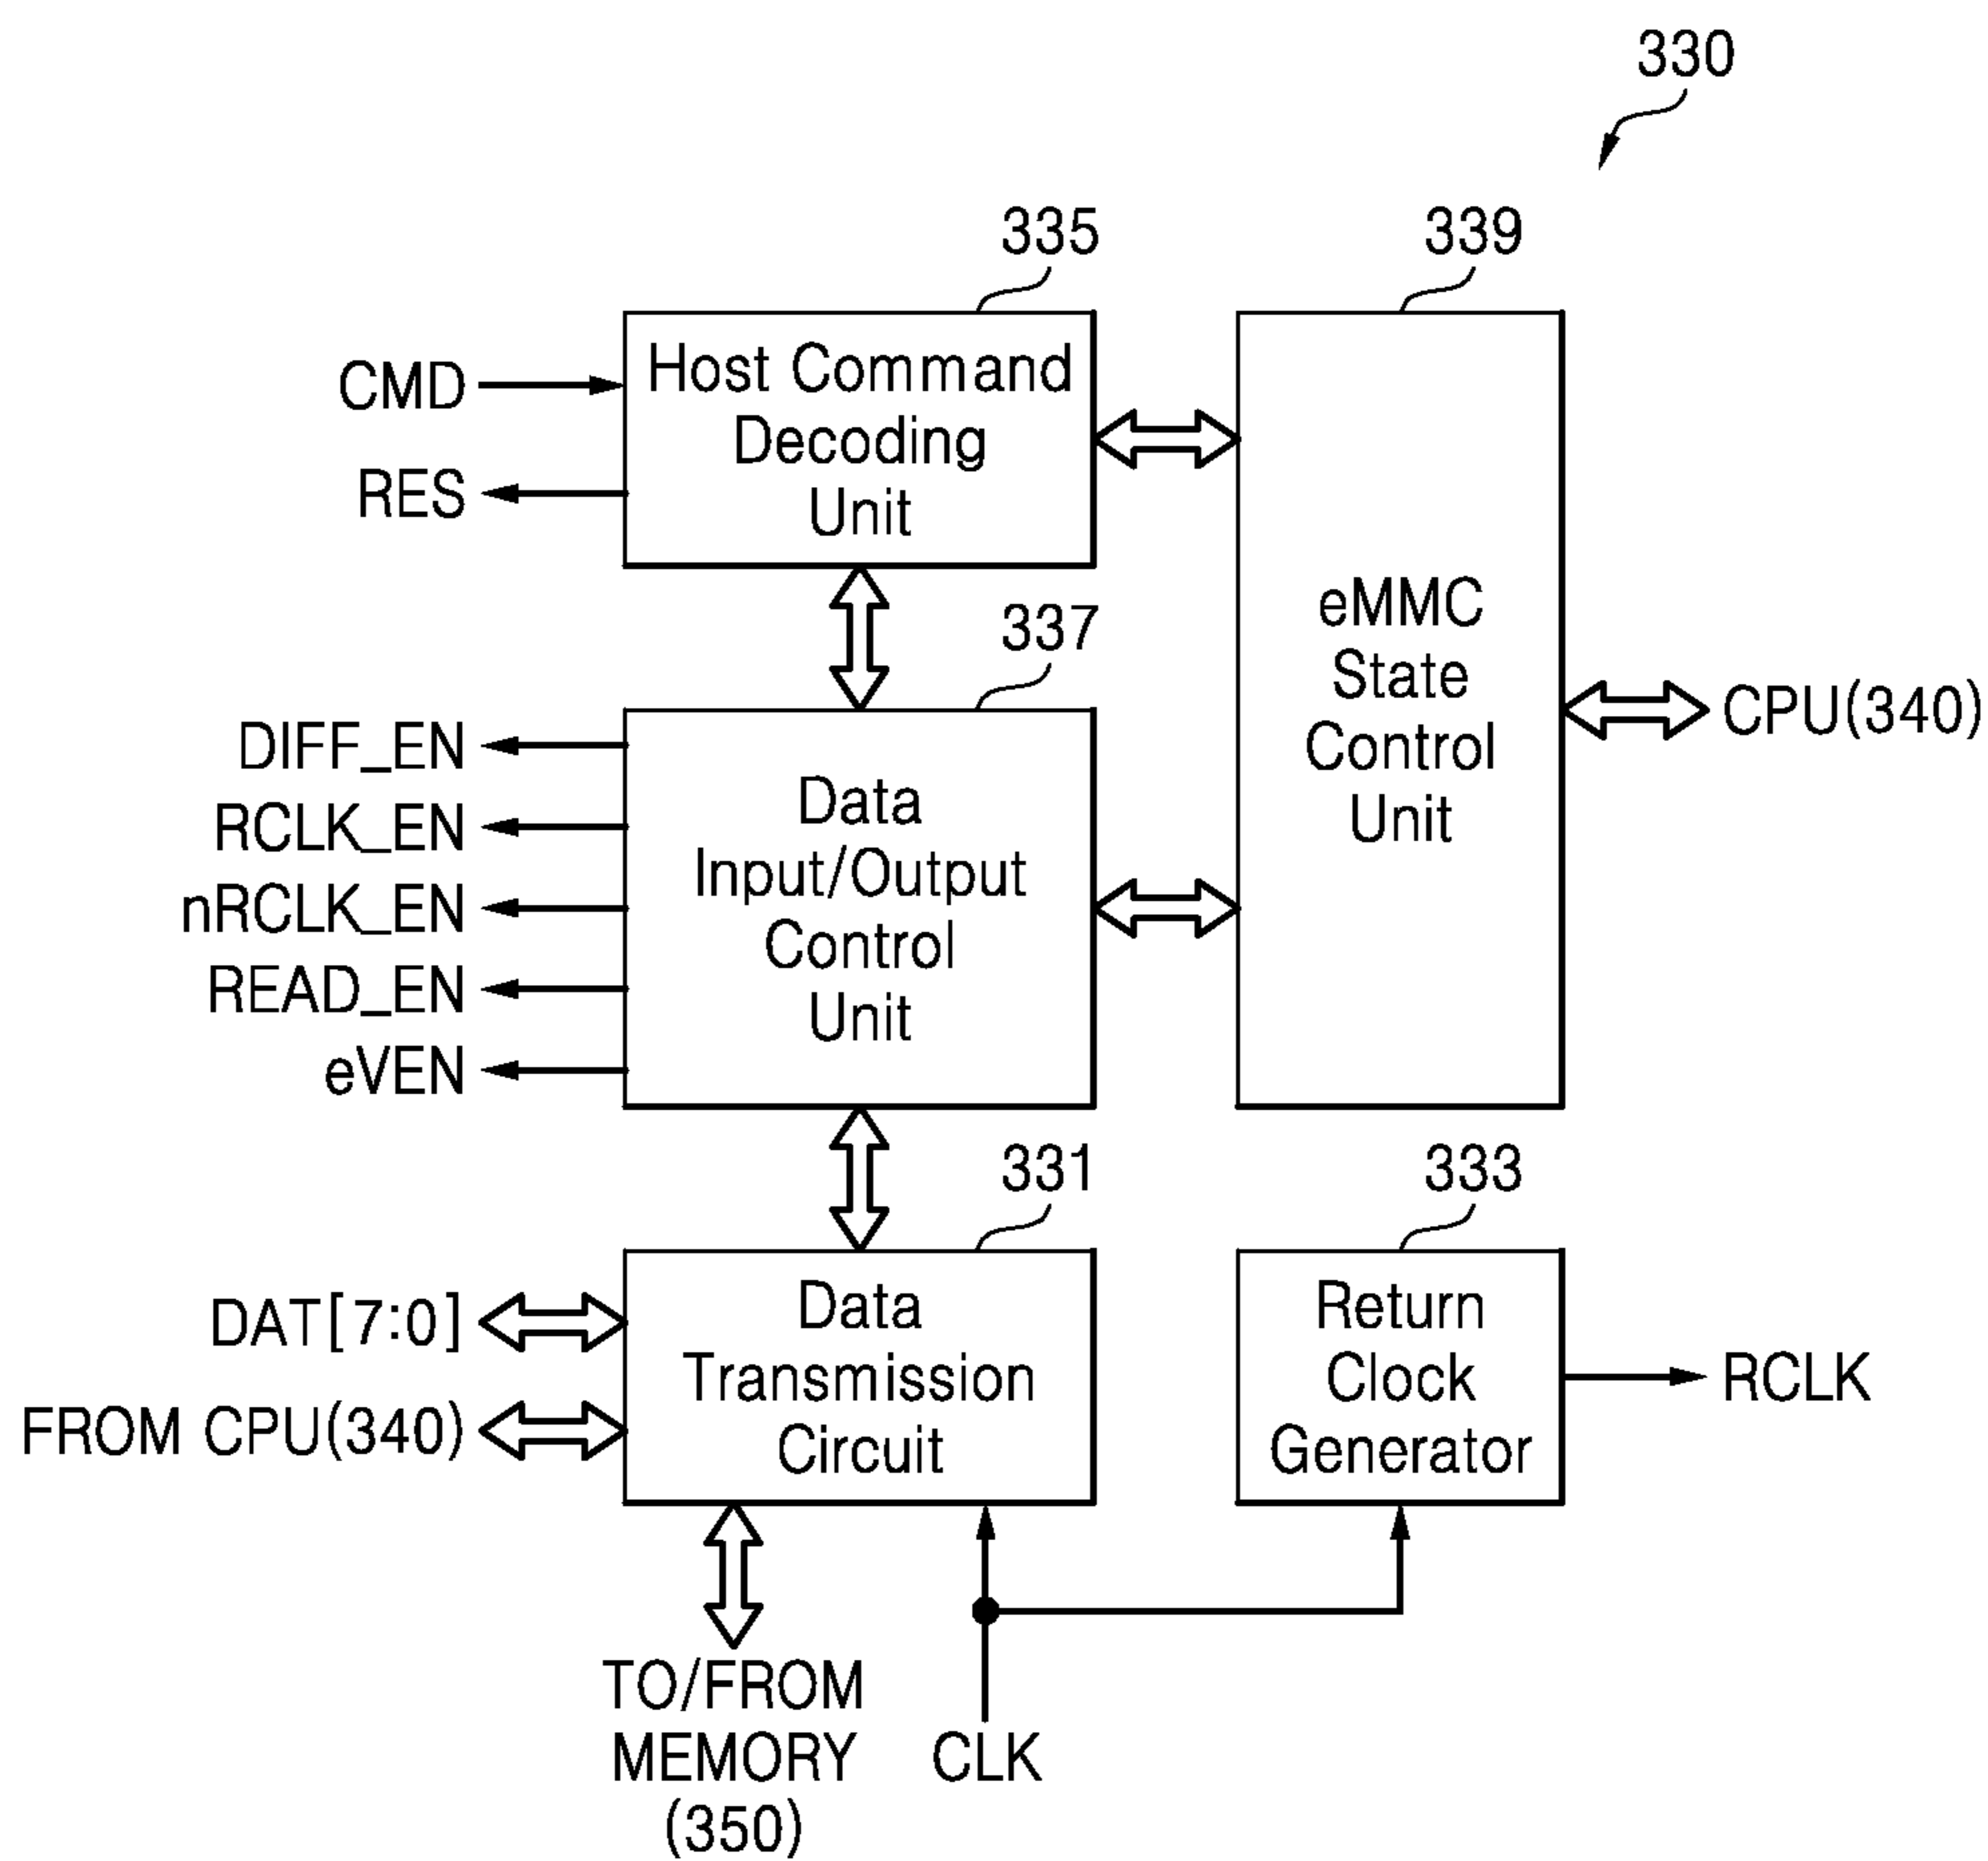 330
335
339
CMD
RES
Host Command
Decoding
Unit
337
eMMC
State
Control
Unit
CPU(340)
DIFF_EN
RCLK_EN
nRCLK_EN
READ_EN
eVEN
Data
Input/Output
Control
Unit
331
333
DAT[7:0]
FROM CPU(340)
Data
Transmission
Circuit
Return
Clock
Generator
RCLK
TO/FROM
MEMORY
(350)
CLK